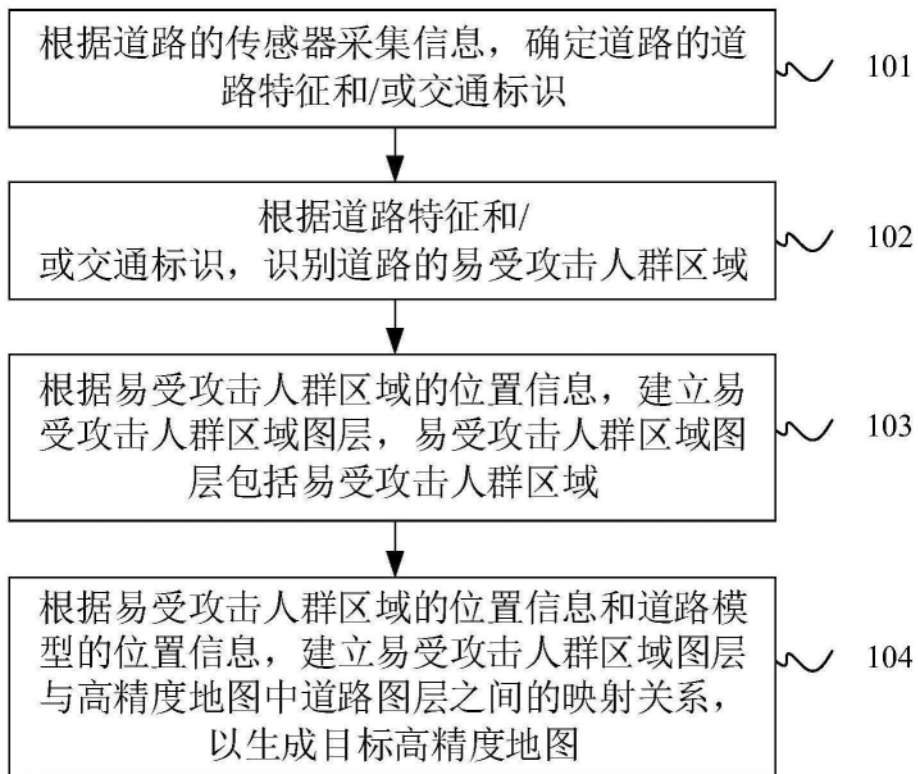 根据道路的传感器采集信息，确定道路的道
路特征和/或交通标识
101
根据道路特征和/
或交通标识，识别道路的易受攻击人群区域
102
根据易受攻击人群区域的位置信息，建立易
受攻击人群区域图层，易受攻击人群区域图
层包括易受攻击人群区域
103
根据易受攻击人群区域的位置信息和道路模
型的位置信息，建立易受攻击人群区域图层
与高精度地图中道路图层之间的映射关系，
以生成目标高精度地图
104